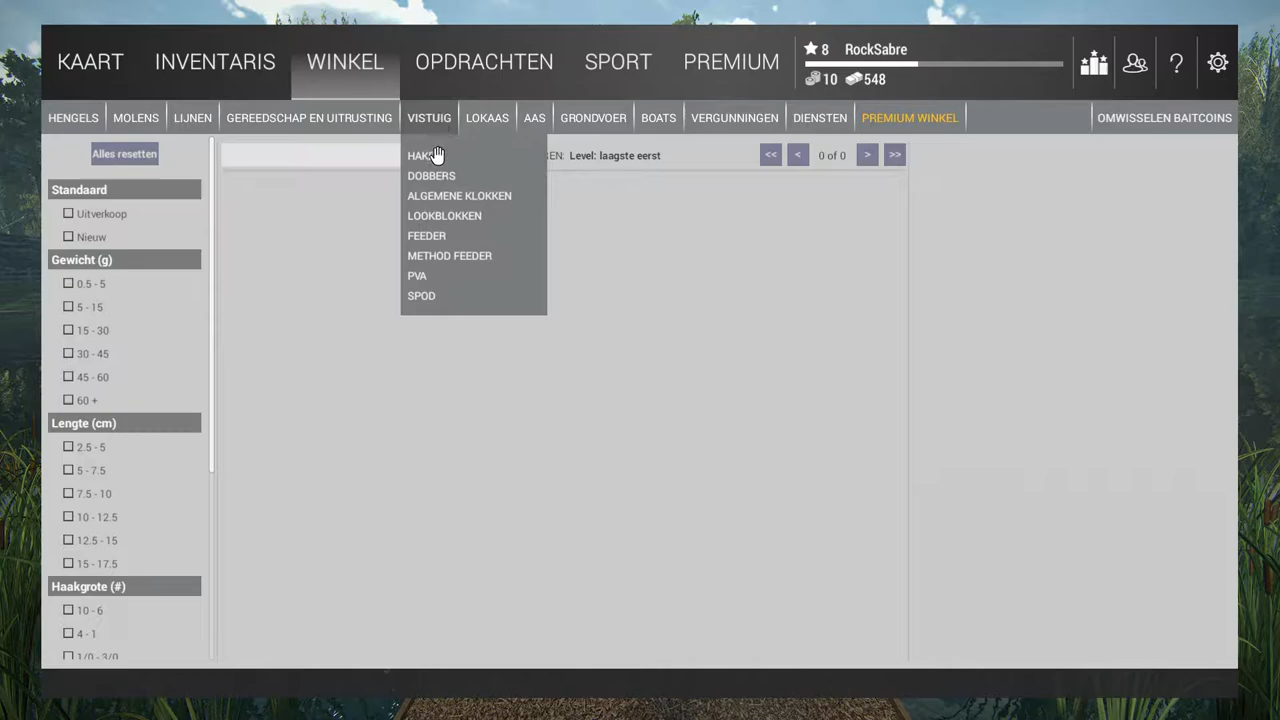 KAART INVENTARIS WINKEL OPDRACHTEN SPORT PREMIUM
8 RockSabre
10 548
HENGELS MOLENS LIJNEN GEREEDSCHAP EN UITRUSTING VISTUIG LOKAAS AAS GRONDVOER BOATS VERGUNNINGEN DIENSTEN PREMIUM WINKEL OMWISSELEN BAITCOINS
Alles resetten
Level: laagste eerst
<< < 0 of 0 > >>
Standaard
Uitverkoop
Nieuw
Gewicht (g)
0.5 - 5
5 - 15
15 - 30
30 - 45
45 - 60
60 +
Lengte (cm)
2.5 - 5
5 - 7.5
7.5 - 10
10 - 12.5
12.5 - 15
15 - 17.5
Haakgrote (#)
10 - 6
4 - 1
1/0 - 3/0
DOBBERS
ALGEMENE KLOKKEN
LOOKBLOKKEN
FEEDER
METHOD FEEDER
PVA
SPOD